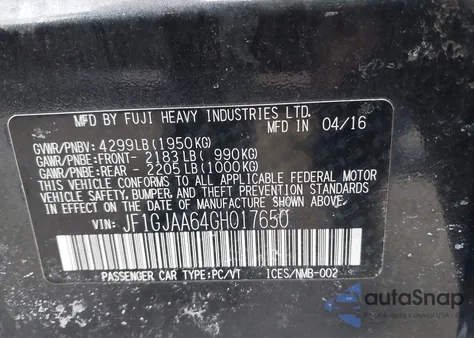 MFD BY FUJI HEAVY INDUSTRIES LTD.
MFD IN 04/16
GVWR/PNBV: 4299LB(1950KG)
GAWR/PNBE: FRONT- 2183LB( 990KG)
GAWR/PNBE: REAR - 2205LB(1000KG)
THIS VEHICLE CONFORMS TO ALL APPLICABLE FEDERAL MOTOR
VEHICLE SAFETY, BUMPER, AND THEFT PREVENTION STANDARDS
IN EFFECT ON THE DATE OF MANUFACTURE SHOWN ABOVE.
VIN: JF1GJAA64GH017650
PASSENGER CAR TYPE:PC/VT ICES/NMB-002
autoSnap